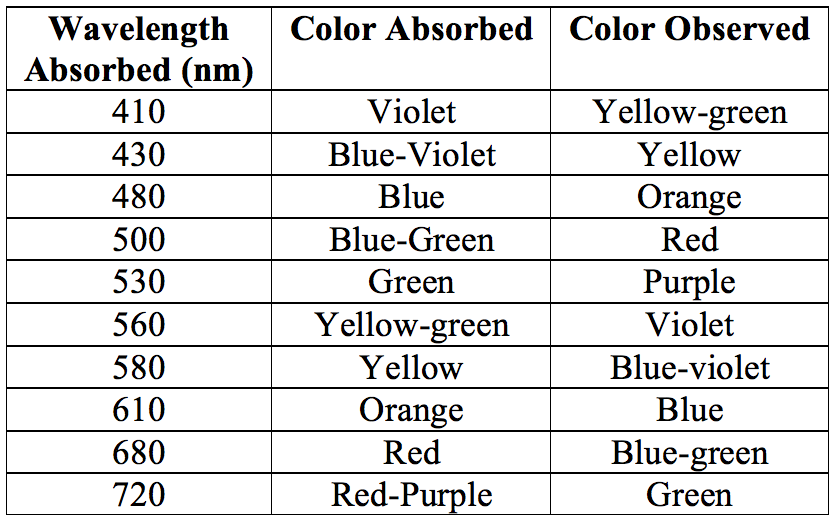 Wavelength Absorbed (nm) Color Absorbed Color Observed
410 Violet Yellow-green
430 Blue-Violet Yellow
480 Blue Orange
500 Blue-Green Red
530 Green Purple
560 Yellow-green Violet
580 Yellow Blue-violet
610 Orange Blue
680 Red Blue-green
720 Red-Purple Green